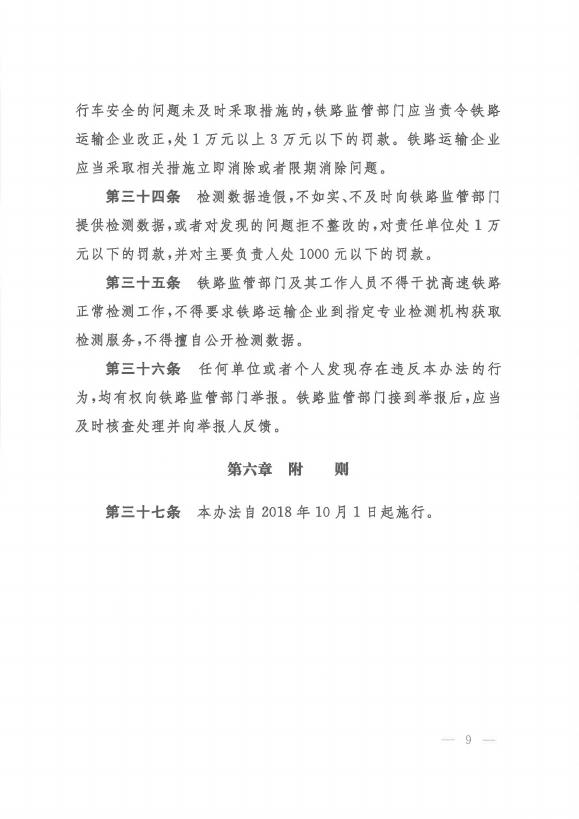 行车安全的问题未及时采取措施的,铁路监管部门应当责令铁路
运输企业改正,处1万元以上3万元以下的罚款。铁路运输企业
应当采取相关措施立即消除或者限期消除问题。
第三十四条 检测数据造假,不如实、不及时向铁路监管部门
提供检测数据,或者对发现的问题拒不整改的,对责任单位处1万
元以下的罚款,并对主要负责人处1000元以下的罚款。
第三十五条 铁路监管部门及其工作人员不得干扰高速铁路
正常检测工作,不得要求铁路运输企业到指定专业检测机构获取
检测服务,不得擅自公开检测数据。
第三十六条 任何单位或者个人发现存在违反本办法的行
为,均有权向铁路监管部门举报。铁路监管部门接到举报后,应当
及时核查处理并向举报人反馈。
第六章 附 则
第三十七条 本办法自2018年10月1日起施行。
— 9 —